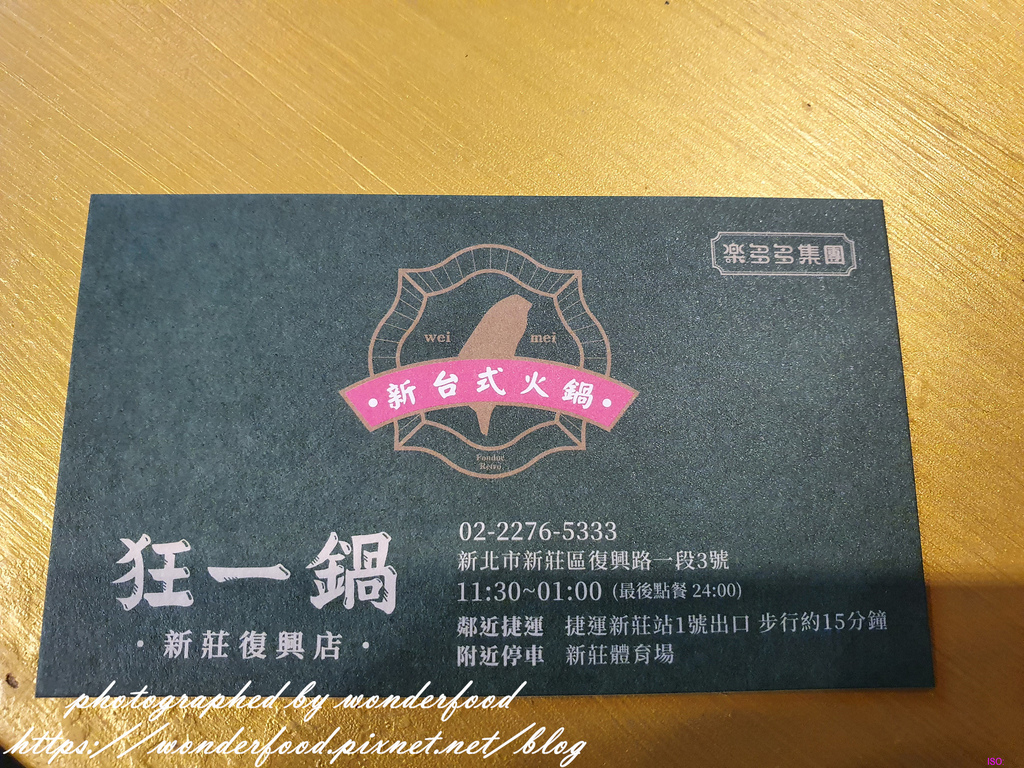 楽多多集團
wei mei
•新台式火鍋•
Fondue
Retro
狂一鍋
•新莊復興店•
02-2276-5333
新北市新莊區復興路一段3號
11:30~01:00 (最後點餐 24:00)
鄰近捷運 捷運新莊站1號出口 步行約15分鐘
附近停車 新莊體育場
photographed by wonderfood
https://wonderfood.pixnet.net/blog
ISO